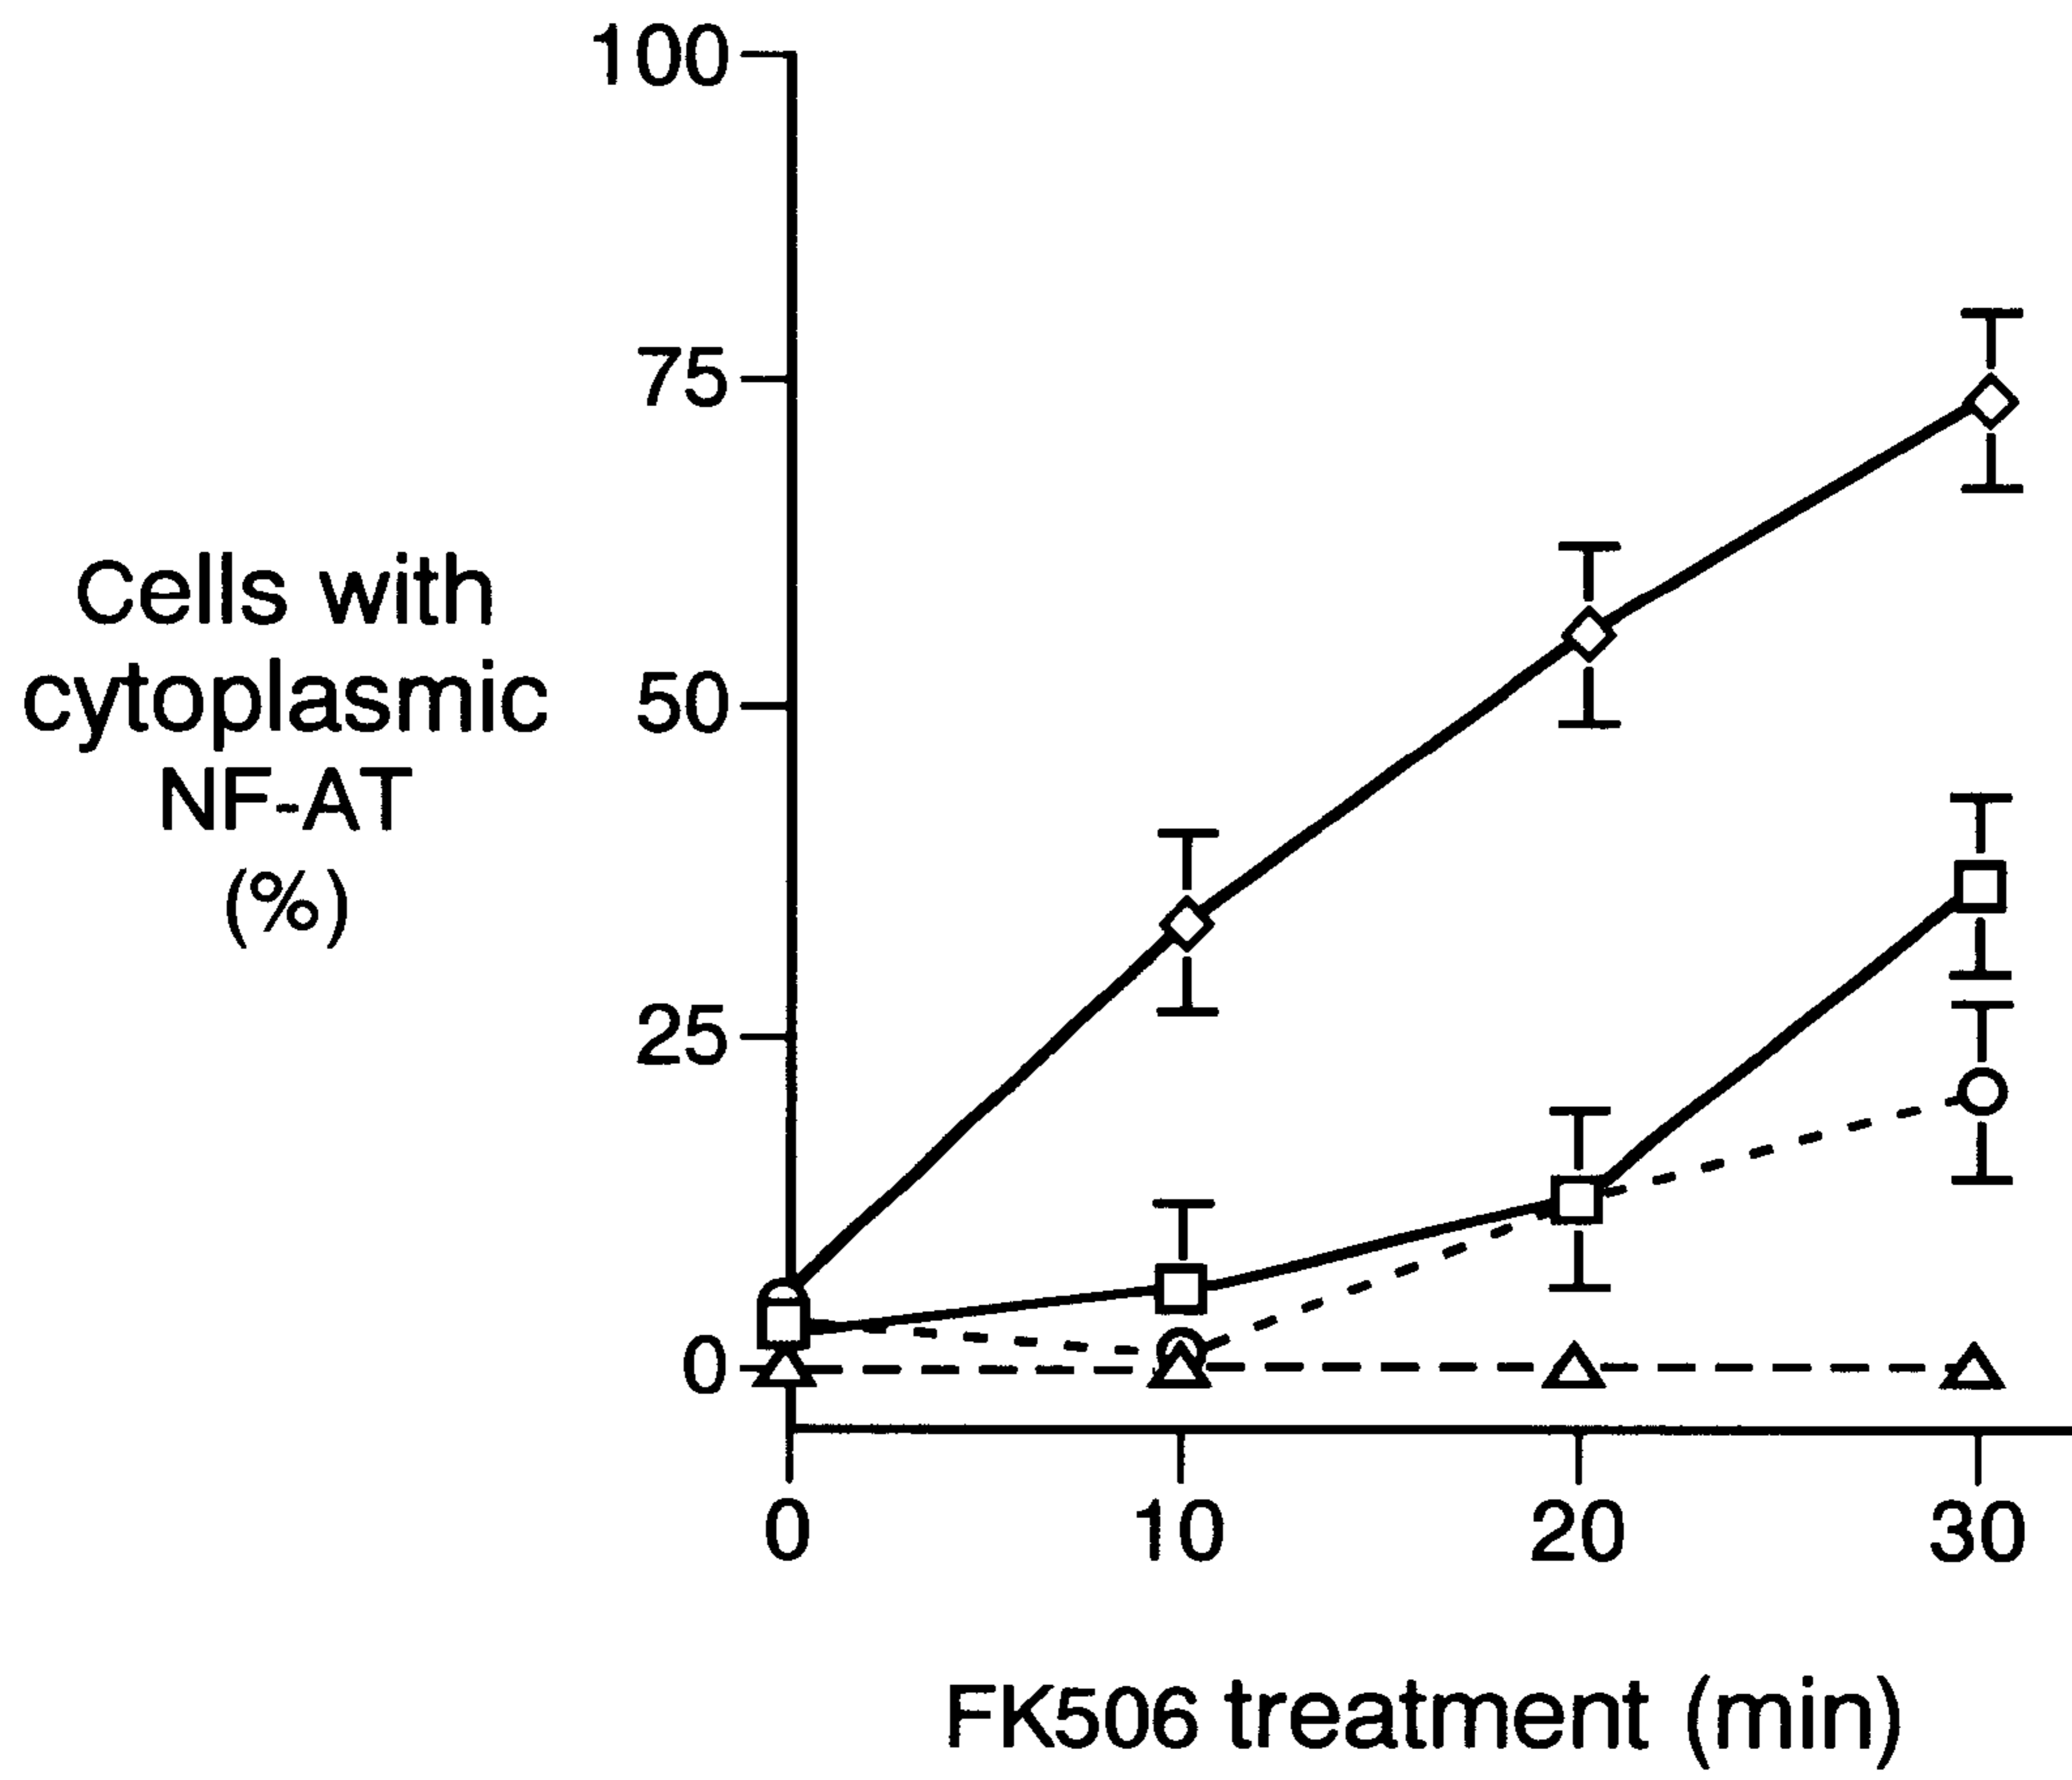 100
75
50
25
0
Cells with
cytoplasmic
NF-AT
(%)
0 10 20 30
FK506 treatment (min)